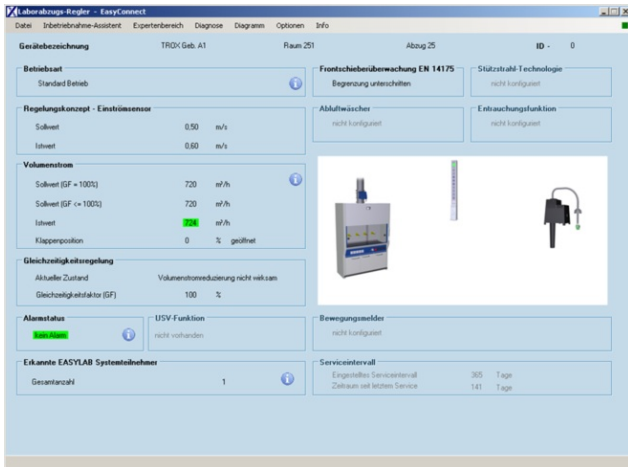 Laborabzugs-Regler - EasyConnect
Datei Inbetriebnahme-Assistent Expertenbereich Diagnose Diagramm Optionen Info
Gerätebezeichnung TROX Geb. A1 Raum 251 Abzug 25 ID - 0
Betriebsart
Standard Betrieb
Frontschieberüberwachung EN 14175
Begrenzung unterschritten
Stützstrahl-Technologie
nicht konfiguriert
Regelungskonzept - Einströmsensor
Sollwert 0,50 m/s
Istwert 0,60 m/s
Abluftwäscher
nicht konfiguriert
Entrauchungsfunktion
nicht konfiguriert
Volumenstrom
Sollwert (GF = 100%) 720 m³/h
Sollwert (GF <= 100%) 720 m³/h
Istwert 724 m³/h
Klappenposition 0 % geöffnet
Gleichzeitigkeitsregelung
Aktueller Zustand Volumenstromreduzierung nicht wirksam
Gleichzeitigkeitsfaktor (GF) 100 %
Alarmstatus
Kein Alarm
USV-Funktion
nicht vorhanden
Bewegungsmelder
nicht konfiguriert
Erkannte EASYLAB Systemteilnehmer
Gesamtanzahl 1
Serviceintervall
Eingestelltes Serviceintervall 365 Tage
Zeitraum seit letztem Service 141 Tage